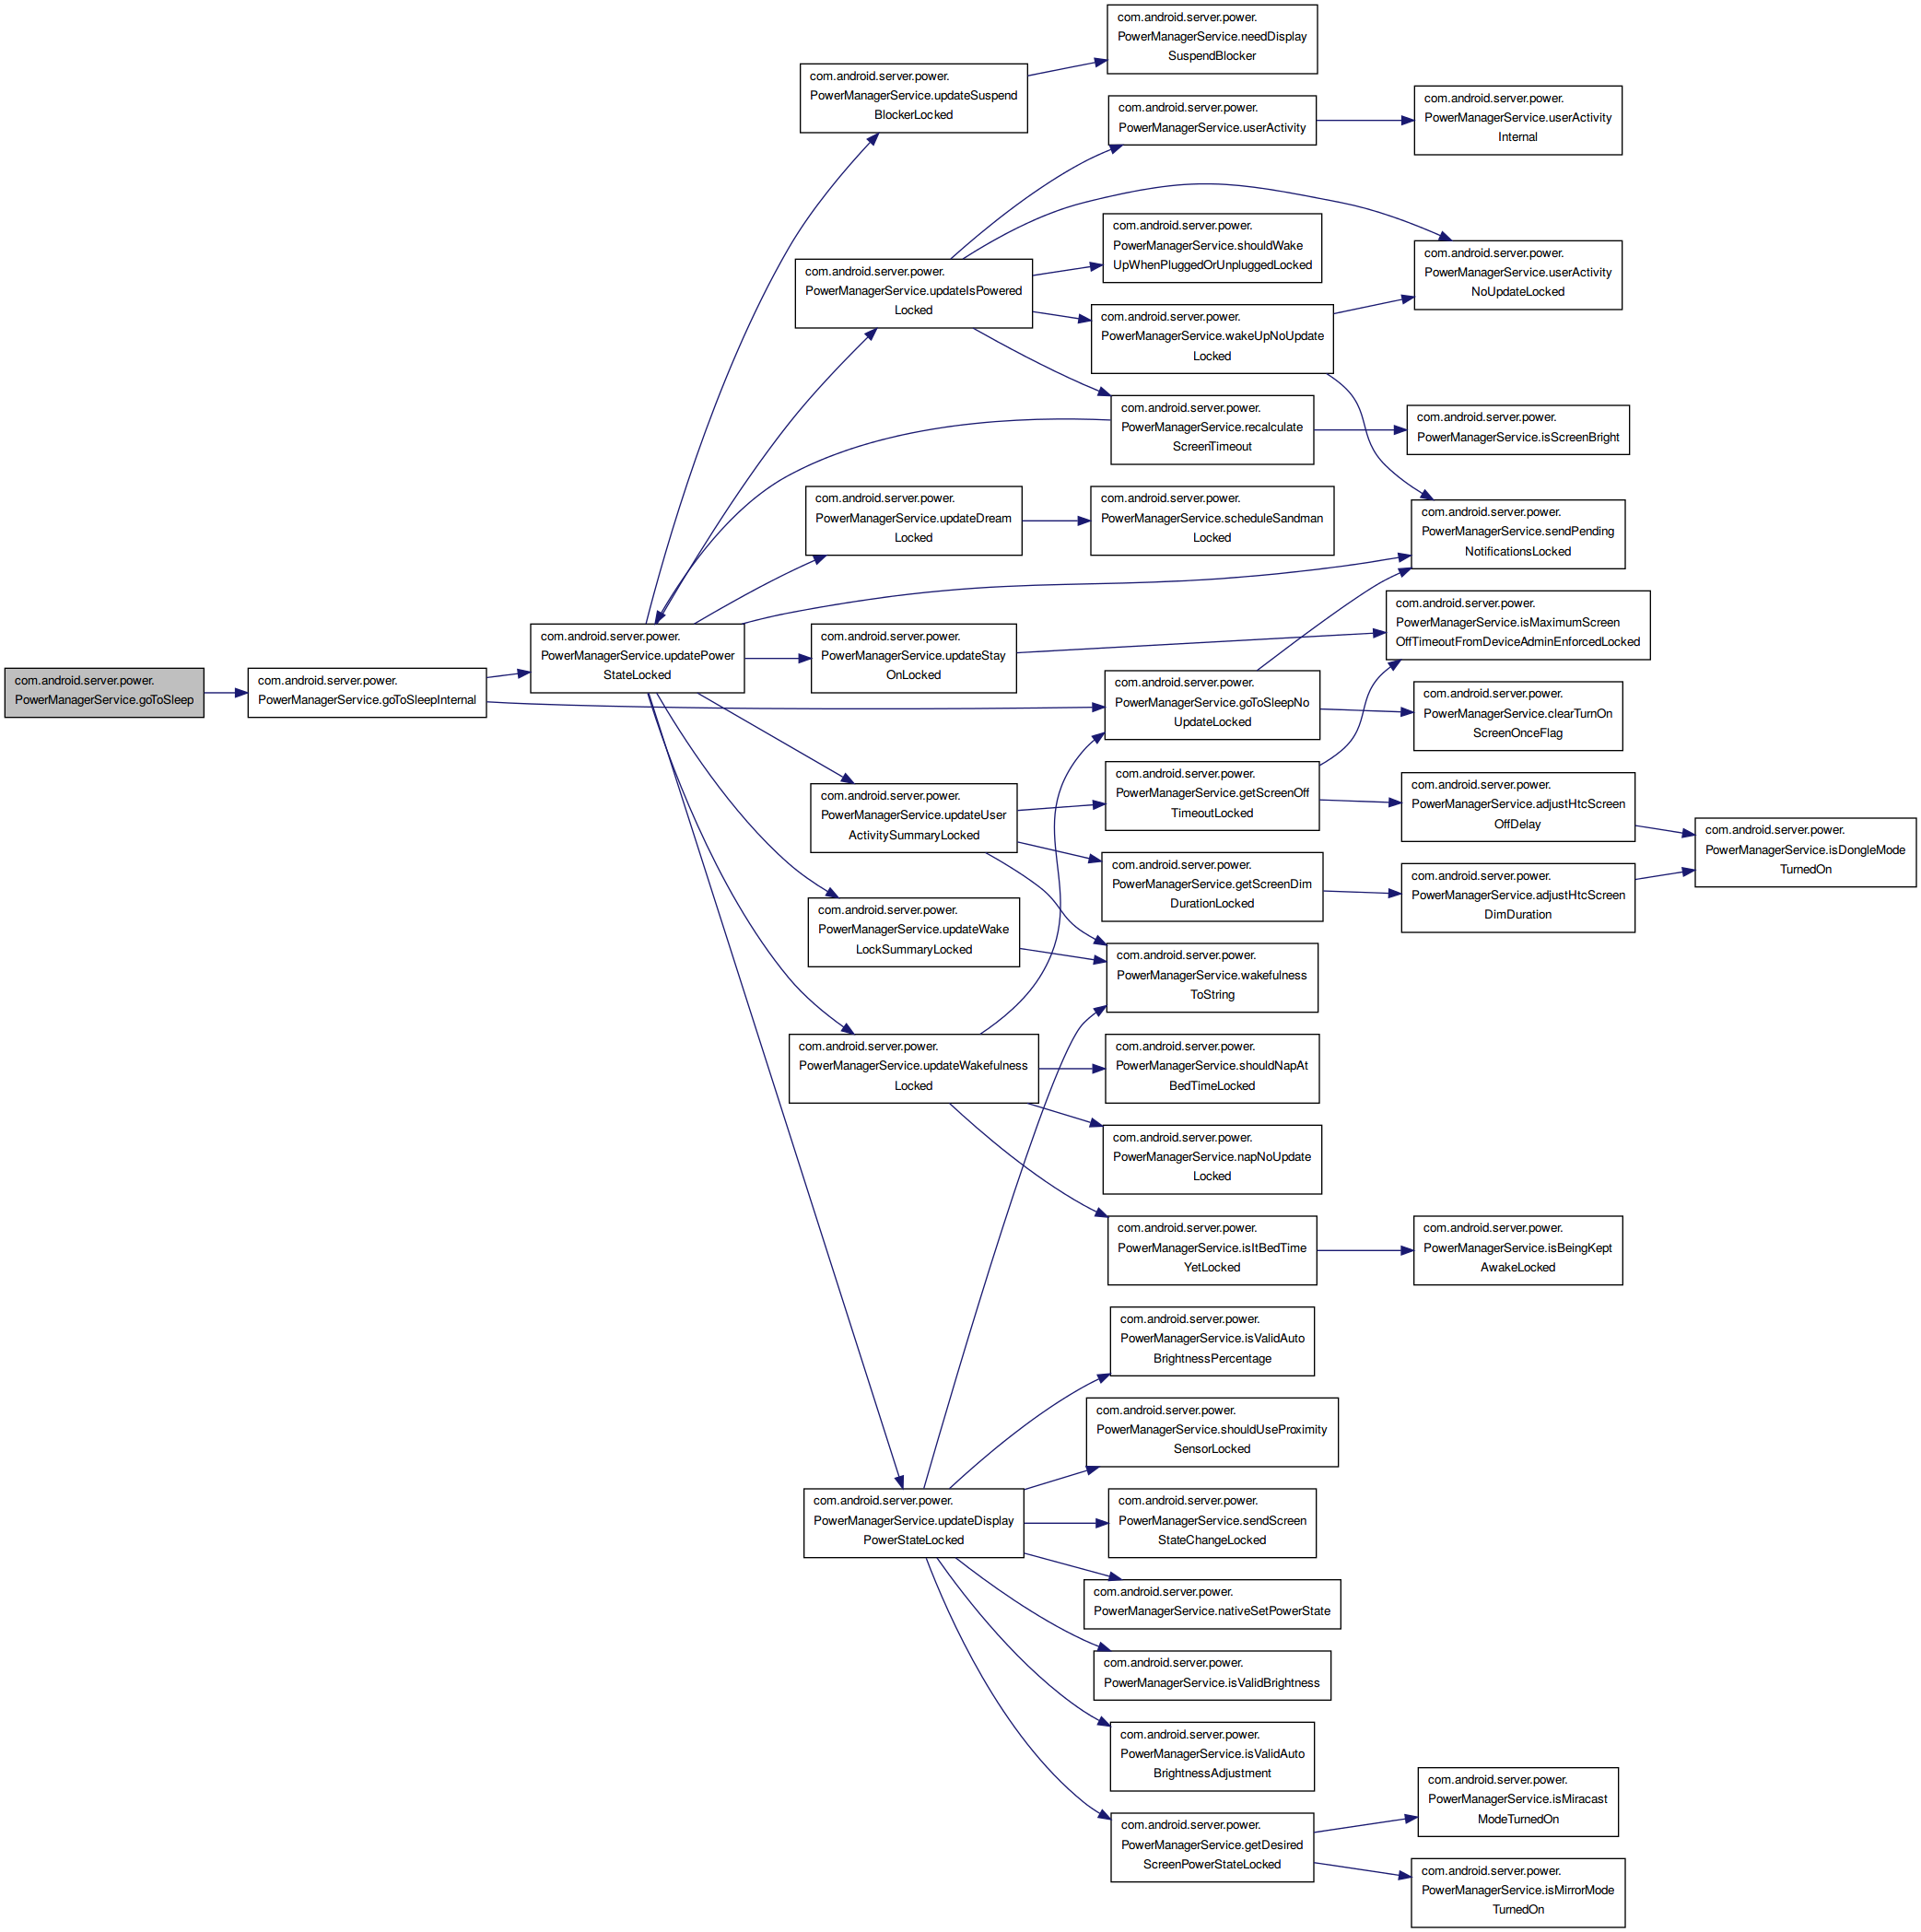 com.android.server.power.
PowerManagerService.needDisplay
SuspendBlocker
com.android.server.power.
PowerManagerService.updateSuspend
BlockerLocked
com.android.server.power.
PowerManagerService.userActivity
com.android.server.power.
PowerManagerService.userActivity
Internal
com.android.server.power.
PowerManagerService.shouldWake
UpWhenPluggedOrUnpluggedLocked
com.android.server.power.
PowerManagerService.userActivity
NoUpdateLocked
com.android.server.power.
PowerManagerService.updateIsPowered
Locked
com.android.server.power.
PowerManagerService.wakeUpNoUpdate
Locked
com.android.server.power.
PowerManagerService.recalculate
ScreenTimeout
com.android.server.power.
PowerManagerService.isScreenBright
com.android.server.power.
PowerManagerService.updateDream
Locked
com.android.server.power.
PowerManagerService.scheduleSandman
Locked
com.android.server.power.
PowerManagerService.sendPending
NotificationsLocked
com.android.server.power.
PowerManagerService.isMaximumScreen
OffTimeoutFromDeviceAdminEnforcedLocked
com.android.server.power.
PowerManagerService.goToSleep
com.android.server.power.
PowerManagerService.goToSleepInternal
com.android.server.power.
PowerManagerService.updatePower
StateLocked
com.android.server.power.
PowerManagerService.updateStay
OnLocked
com.android.server.power.
PowerManagerService.goToSleepNo
UpdateLocked
com.android.server.power.
PowerManagerService.clearTurnOn
ScreenOnceFlag
com.android.server.power.
PowerManagerService.updateUser
ActivitySummaryLocked
com.android.server.power.
PowerManagerService.getScreenOff
TimeoutLocked
com.android.server.power.
PowerManagerService.adjustHtcScreen
OffDelay
com.android.server.power.
PowerManagerService.isDongleMode
TurnedOn
com.android.server.power.
PowerManagerService.getScreenDim
DurationLocked
com.android.server.power.
PowerManagerService.adjustHtcScreen
DimDuration
com.android.server.power.
PowerManagerService.updateWake
LockSummaryLocked
com.android.server.power.
PowerManagerService.wakefulness
ToString
com.android.server.power.
PowerManagerService.updateWakefulness
Locked
com.android.server.power.
PowerManagerService.shouldNapAt
BedTimeLocked
com.android.server.power.
PowerManagerService.napNoUpdate
Locked
com.android.server.power.
PowerManagerService.isItBedTime
YetLocked
com.android.server.power.
PowerManagerService.isBeingKept
AwakeLocked
com.android.server.power.
PowerManagerService.isValidAuto
BrightnessPercentage
com.android.server.power.
PowerManagerService.shouldUseProximity
SensorLocked
com.android.server.power.
PowerManagerService.updateDisplay
PowerStateLocked
com.android.server.power.
PowerManagerService.sendScreen
StateChangeLocked
com.android.server.power.
PowerManagerService.nativeSetPowerState
com.android.server.power.
PowerManagerService.isValidBrightness
com.android.server.power.
PowerManagerService.isValidAuto
BrightnessAdjustment
com.android.server.power.
PowerManagerService.getDesired
ScreenPowerStateLocked
com.android.server.power.
PowerManagerService.isMiracast
ModeTurnedOn
com.android.server.power.
PowerManagerService.isMirrorMode
TurnedOn